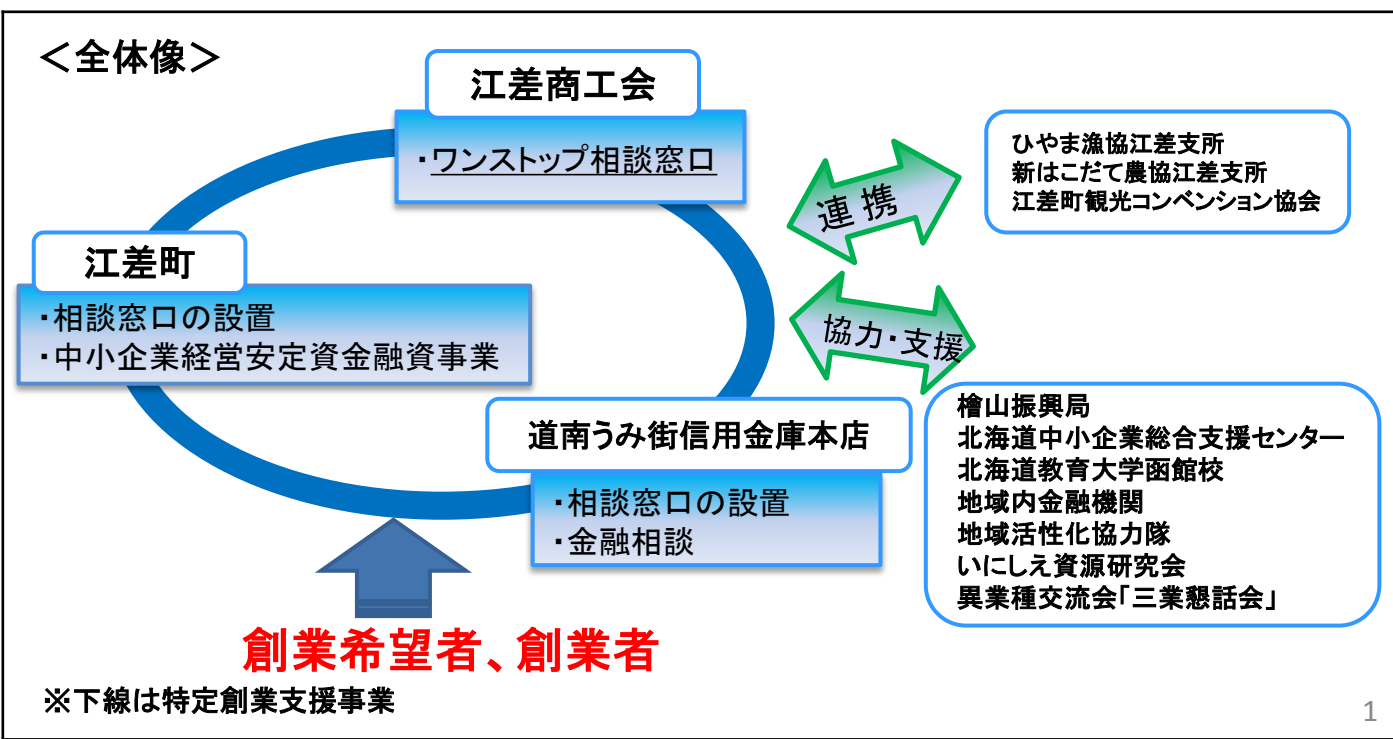 ＜全体像＞
江差商工会
・ワンストップ相談窓口
江差町
・相談窓口の設置
・中小企業経営安定資金融資事業
道南うみ街信用金庫本店
・相談窓口の設置
・金融相談
連携
ひやま漁協江差支所
新はこだて農協江差支所
江差町観光コンベンション協会
協力・支援
檜山振興局
北海道中小企業総合支援センター
北海道教育大学函館校
地域内金融機関
地域活性化協力隊
いにしえ資源研究会
異業種交流会「三業懇話会」
創業希望者、創業者
※下線は特定創業支援事業
1